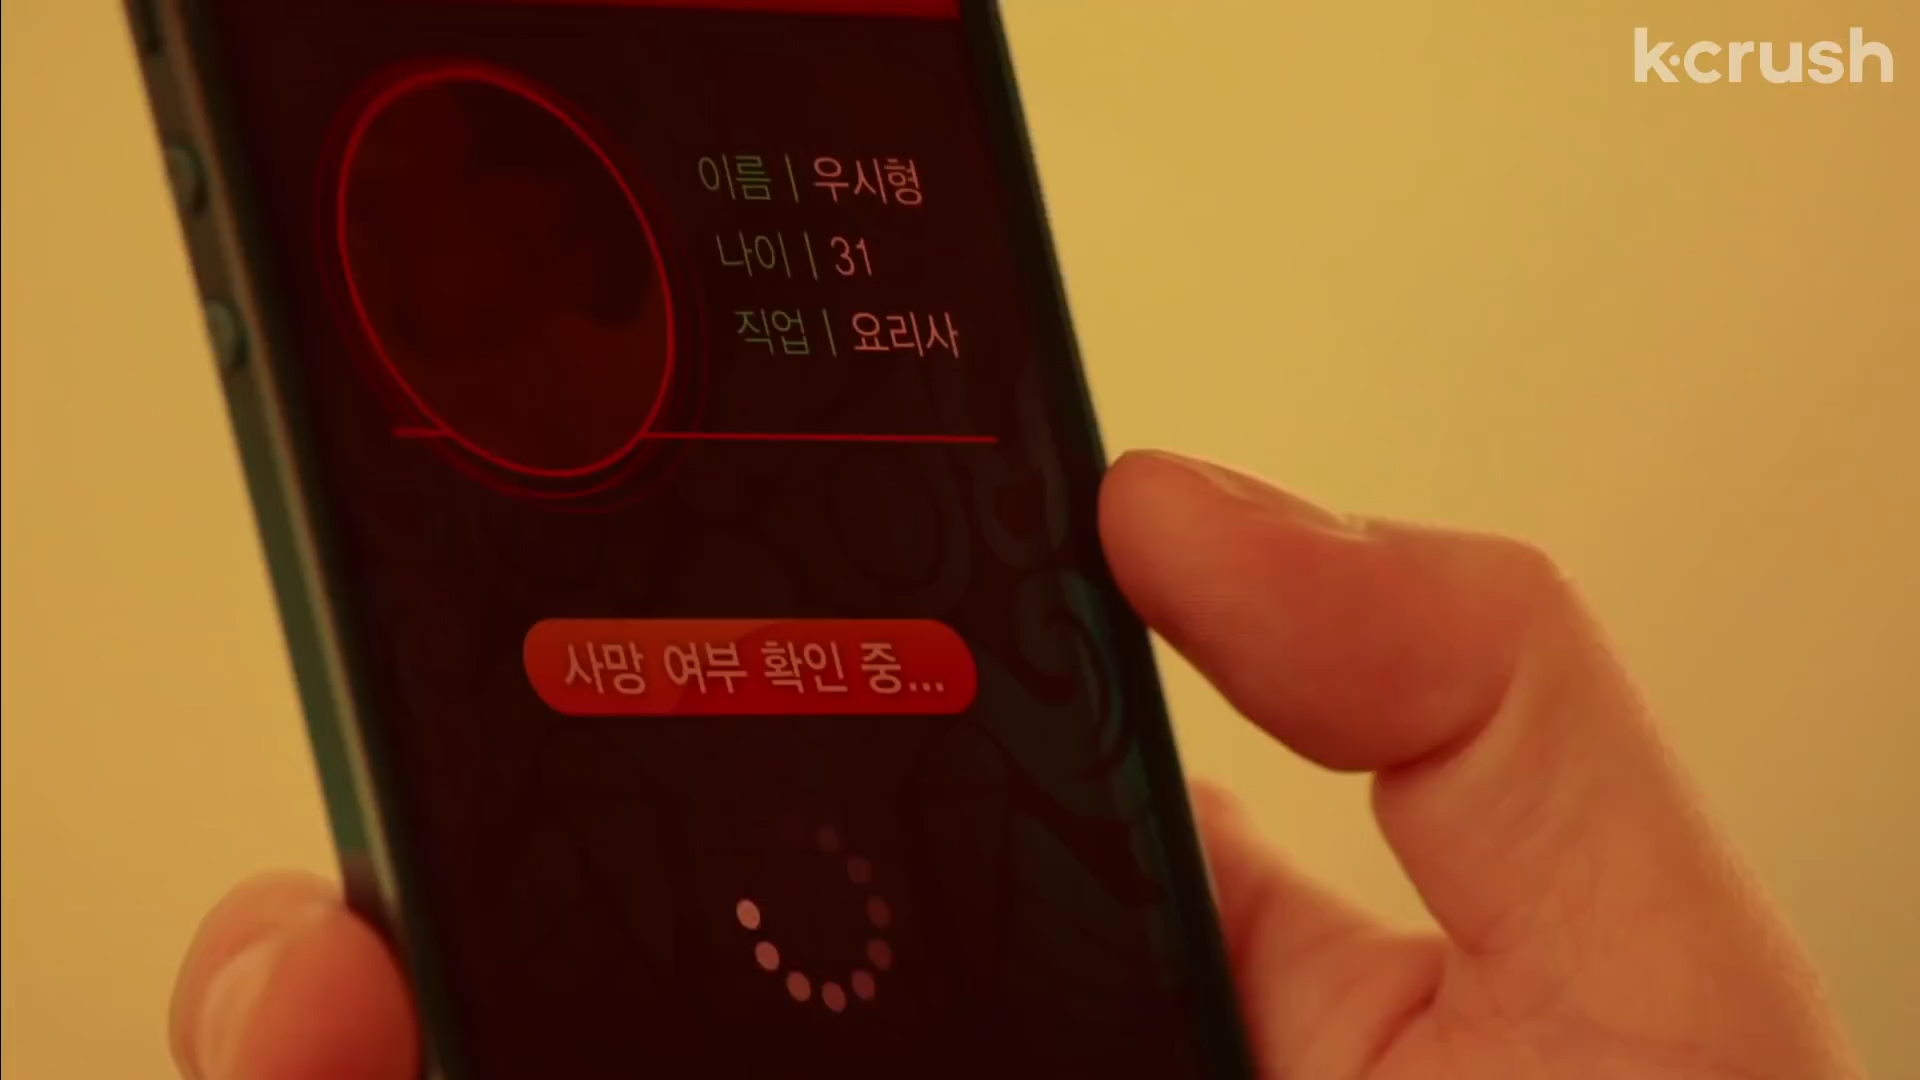 k·crush
이름 | 우시형
나이 | 31
직업 | 요리사
사망 여부 확인 중...